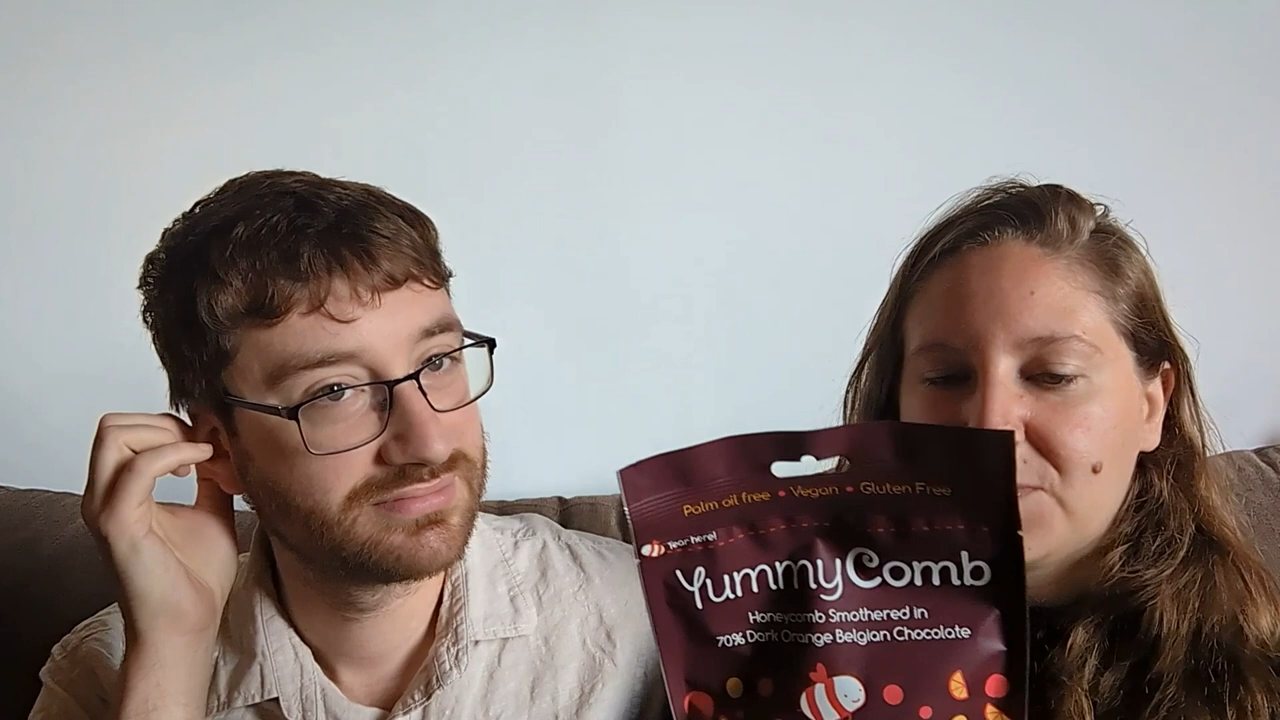 Palm oil free • Vegan • Gluten Free
Tear here!
YummyComb
Honeycomb Smothered in
70% Dark Orange Belgian Chocolate